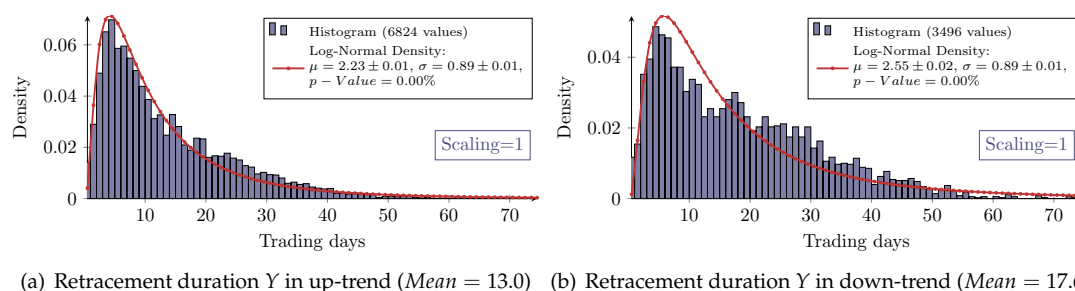 Histogram (6824 values)
Log-Normal Density:
μ = 2.23 ± 0.01, σ = 0.89 ± 0.01,
p − Value = 0.00%
Scaling=1
Density
0.06
0.04
0.02
0
10 20 30 40 50 60 70
Trading days
(a) Retracement duration Y in up-trend (Mean = 13.0)
Histogram (3496 values)
Log-Normal Density:
μ = 2.55 ± 0.02, σ = 0.89 ± 0.01,
p − Value = 0.00%
Scaling=1
Density
0.04
0.02
0
10 20 30 40 50 60 70
Trading days
(b) Retracement duration Y in down-trend (Mean = 17.6